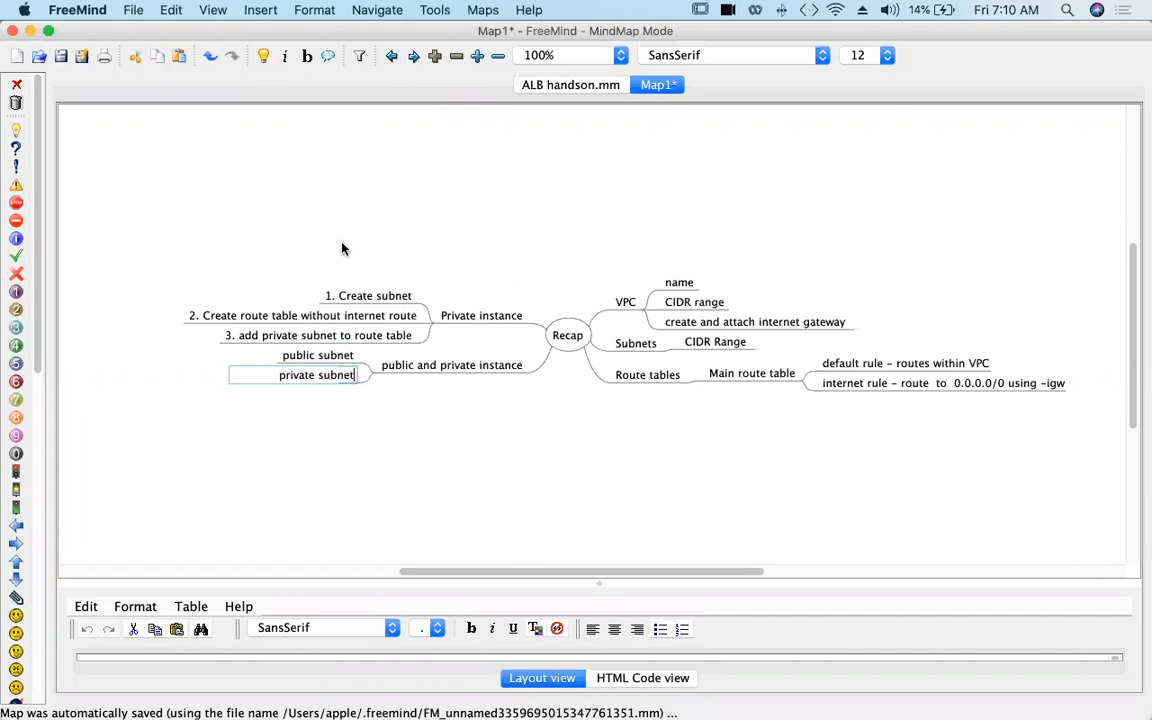 FreeMind File Edit View Insert Format Navigate Tools Maps Help 14% Fri 7:10 AM
Map1* - FreeMind - MindMap Mode
100% SansSerif 12
ALB handson.mm Map1*
1. Create subnet
2. Create route table without internet route
3. add private subnet to route table
Private instance
public subnet
private subnet
public and private instance
Recap
VPC
name
CIDR range
create and attach internet gateway
Subnets
CIDR Range
Route tables
Main route table
default rule - routes within VPC
internet rule - route to 0.0.0.0/0 using -igw
Edit Format Table Help
SansSerif .
Layout view HTML Code view
Map was automatically saved (using the file name /Users/apple/.freemind/FM_unnamed3359695015347761351.mm) ...